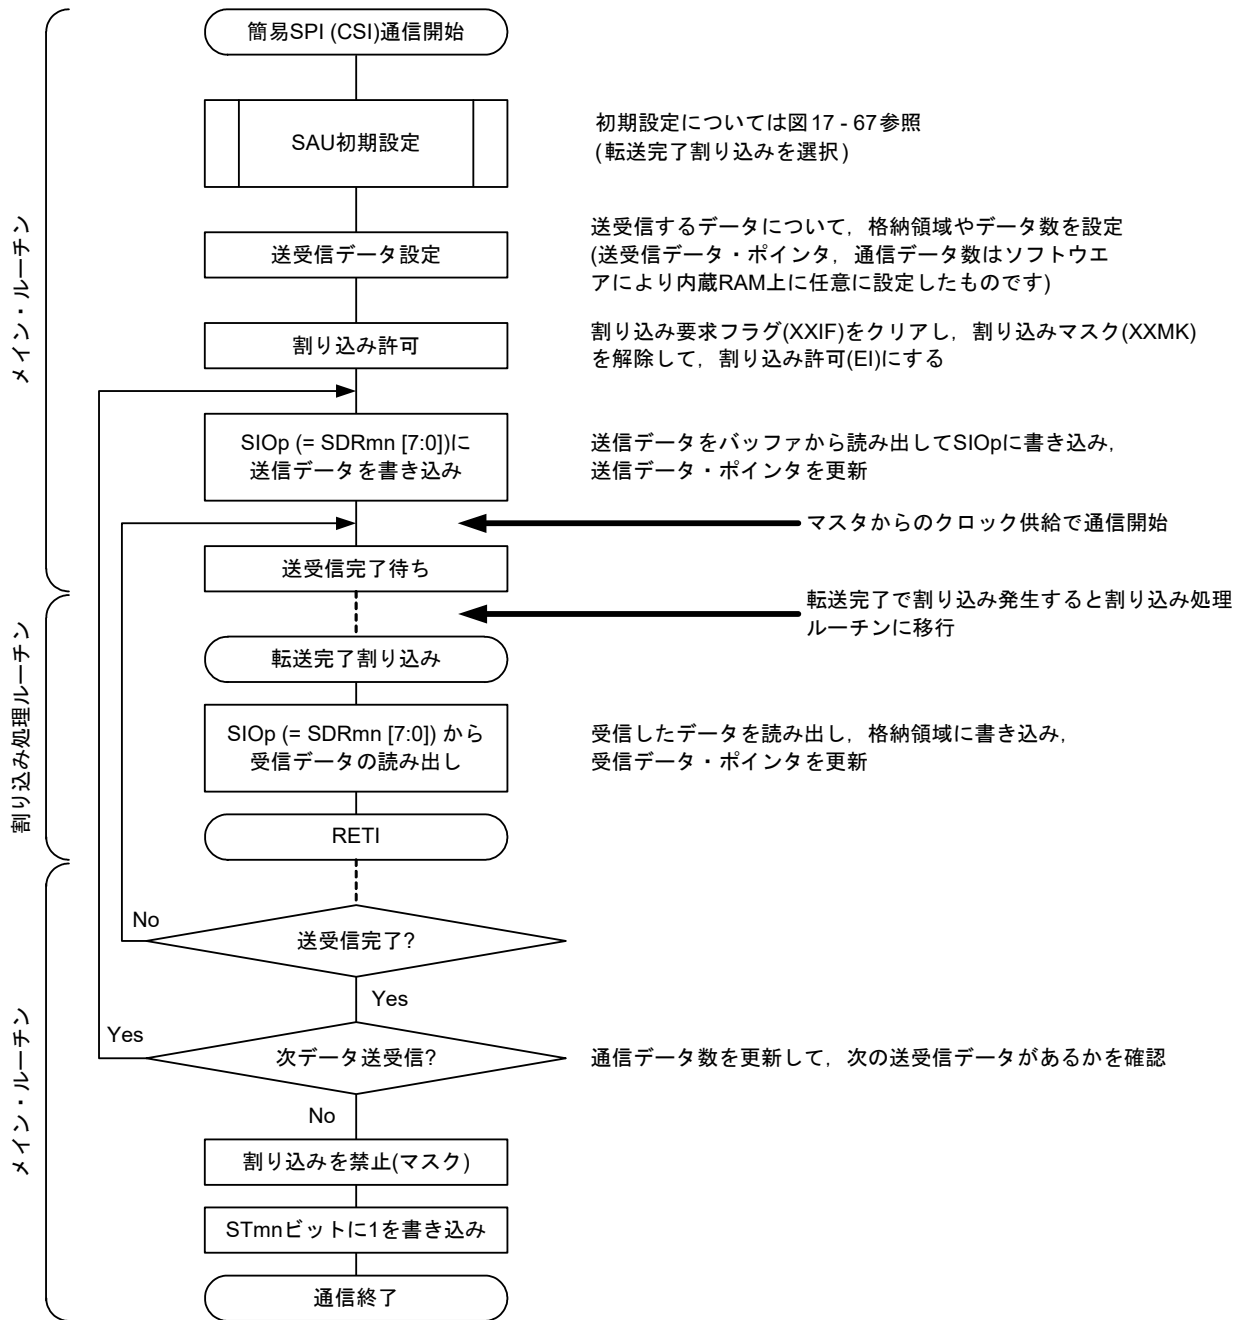 簡易SPI (CSI)通信開始
SAU初期設定
初期設定については図17 - 67参照
(転送完了割り込みを選択)
送受信データ設定
送受信するデータについて，格納領域やデータ数を設定
(送受信データ・ポインタ，通信データ数はソフトウエ
アにより内蔵RAM上に任意に設定したものです)
メイン・ルーチン
割り込み許可
割り込み要求フラグ(XXIF)をクリアし，割り込みマスク(XXMK)
を解除して，割り込み許可(EI)にする
SIOp (= SDRmn [7:0])に
送信データを書き込み
送信データをバッファから読み出してSIOpに書き込み，
送信データ・ポインタを更新
マスタからのクロック供給で通信開始
送受信完了待ち
転送完了で割り込み発生すると割り込み処理
ルーチンに移行
割り込み処理ルーチン
転送完了割り込み
SIOp (= SDRmn [7:0]) から
受信データの読み出し
受信したデータを読み出し，格納領域に書き込み，
受信データ・ポインタを更新
RETI
No
送受信完了?
Yes
メイン・ルーチン
Yes
次データ送受信?
通信データ数を更新して，次の送受信データがあるかを確認
No
割り込みを禁止(マスク)
STmnビットに1を書き込み
通信終了